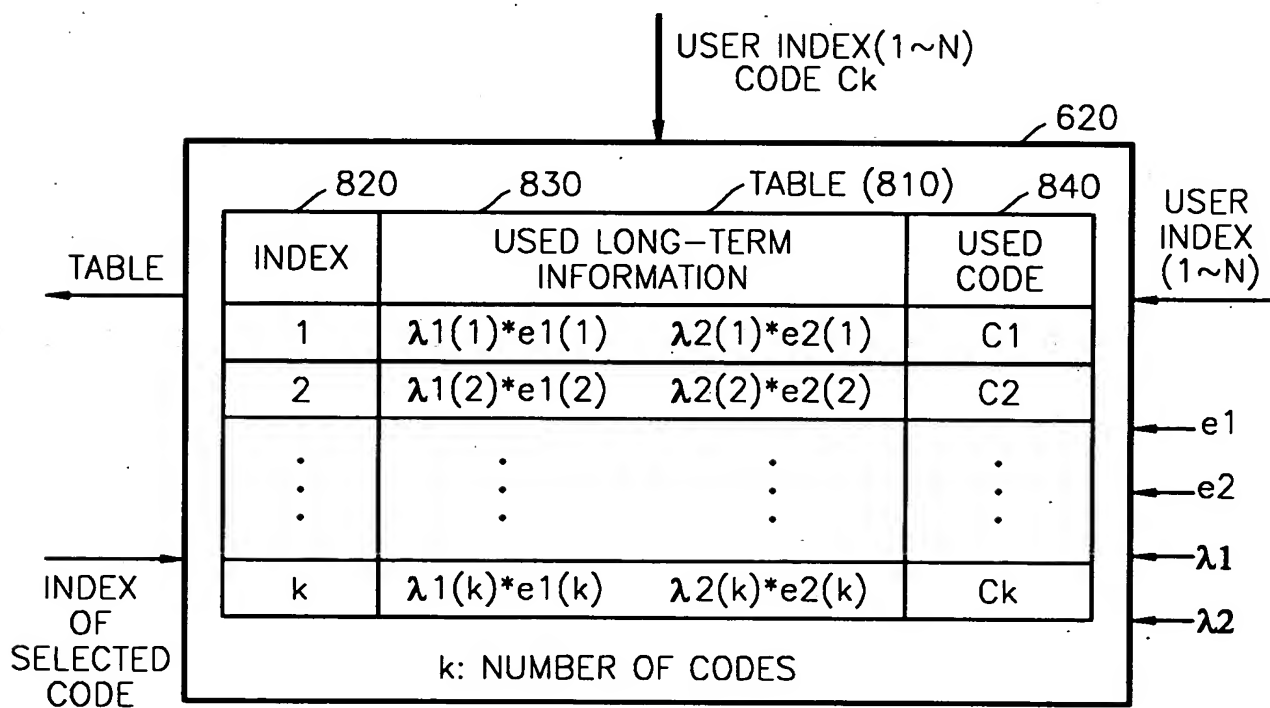 USER INDEX(1~N)
CODE Ck
620
820
830
TABLE (810)
840
USER
INDEX
(1~N)
TABLE
INDEX
USED LONG-TERM
INFORMATION
USED
CODE
1 λ1(1)*e1(1) λ2(1)*e2(1) C1
2 λ1(2)*e1(2) λ2(2)*e2(2) C2
e1
e2
λ1
k λ1(k)*e1(k) λ2(k)*e2(k) Ck
λ2
INDEX
OF
SELECTED
CODE
k: NUMBER OF CODES